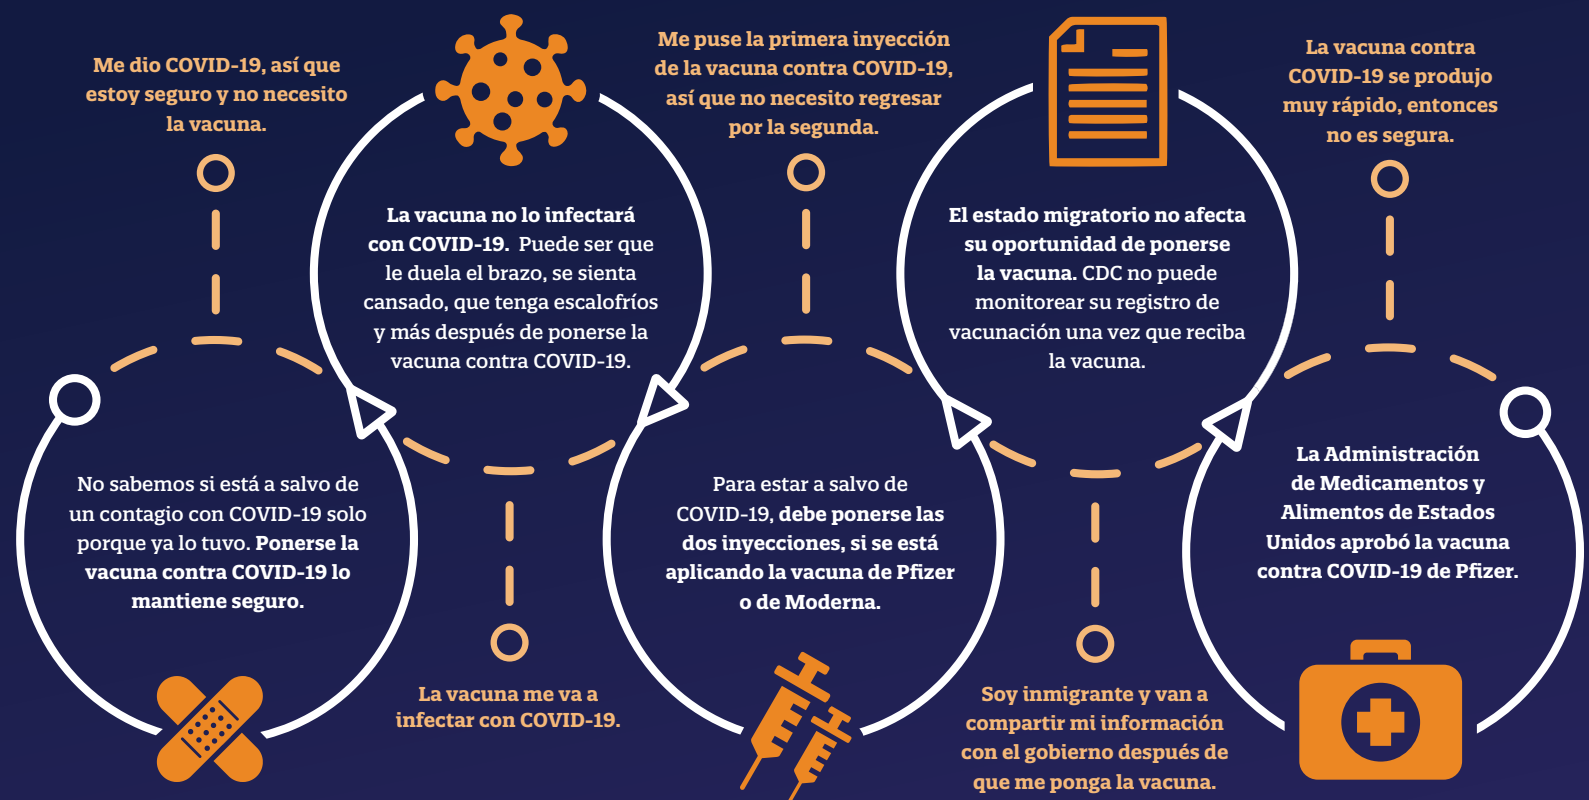 Me dio COVID-19, así que
estoy seguro y no necesito
la vacuna.
No sabemos si está a salvo de
un contagio con COVID-19 solo
porque ya lo tuvo. Ponerse la
vacuna contra COVID-19 lo
mantiene seguro.
La vacuna no lo infectará
con COVID-19. Puede ser que
le duela el brazo, se sienta
cansado, que tenga escalofríos
y más después de ponerse la
vacuna contra COVID-19.
La vacuna me va a
infectar con COVID-19.
Me puse la primera inyección
de la vacuna contra COVID-19,
así que no necesito regresar
por la segunda.
Para estar a salvo de
COVID-19, debe ponerse las
dos inyecciones, si se está
aplicando la vacuna de Pfizer
o de Moderna.
El estado migratorio no afecta
su oportunidad de ponerse
la vacuna. CDC no puede
monitorear su registro de
vacunación una vez que reciba
la vacuna.
Soy inmigrante y van a
compartir mi información
con el gobierno después de
que me ponga la vacuna.
La vacuna contra
COVID-19 se produjo
muy rápido, entonces
no es segura.
La Administración
de Medicamentos y
Alimentos de Estados
Unidos aprobó la vacuna
contra COVID-19 de Pfizer.